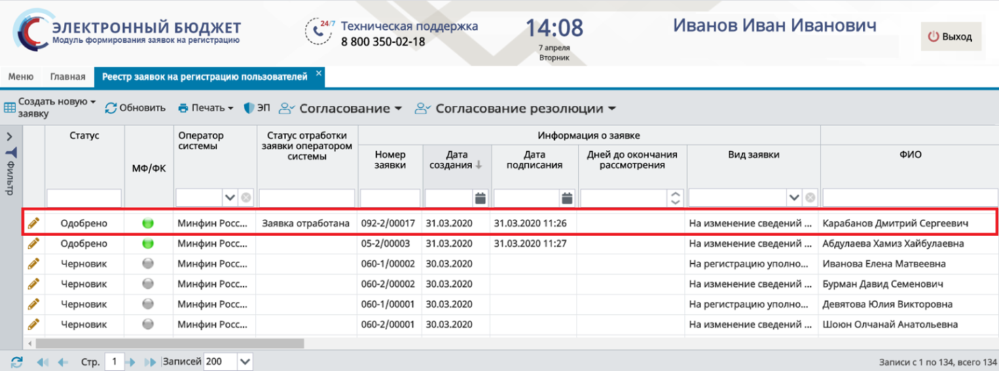 ЭЛЕКТРОННЫЙ БЮДЖЕТ
Модуль формирования заявок на регистрацию
24/7
Техническая поддержка
8 800 350-02-18
14:08
7 апреля
Вторник
Иванов Иван Иванович
Выход
Меню Главная Реестр заявок на регистрацию пользователей
Создать новую
заявку
Обновить Печать ЭП Согласование Согласование резолюции
Фильтр
Статус
МФ/ФК
Оператор
системы
Статус отработки
заявки оператором
системы
Информация о заявке
Номер
заявки
Дата
создания
Дата
подписания
Дней до окончания
рассмотрения
Вид заявки
ФИО
Одобрено Минфин Росс... Заявка отработана 092-2/00017 31.03.2020 31.03.2020 11:26 На изменение сведений ... Карабанов Дмитрий Сергеевич
Одобрено Минфин Росс... 05-2/00003 31.03.2020 31.03.2020 11:27 На изменение сведений ... Абдулаева Хамиз Хайбулаевна
Черновик Минфин Росс... 060-1/00002 30.03.2020 На регистрацию уполно... Иванова Елена Матвеевна
Черновик Минфин Росс... 060-2/00002 30.03.2020 На изменение сведений ... Бурман Давид Семенович
Черновик Минфин Росс... 060-1/00001 30.03.2020 На регистрацию уполно... Девятова Юлия Викторовна
Черновик Минфин Росс... 060-2/00001 30.03.2020 На изменение сведений ... Шоюн Олчанай Анатольевна
Стр. 1 Записей 200 Записи с 1 по 134, всего 134